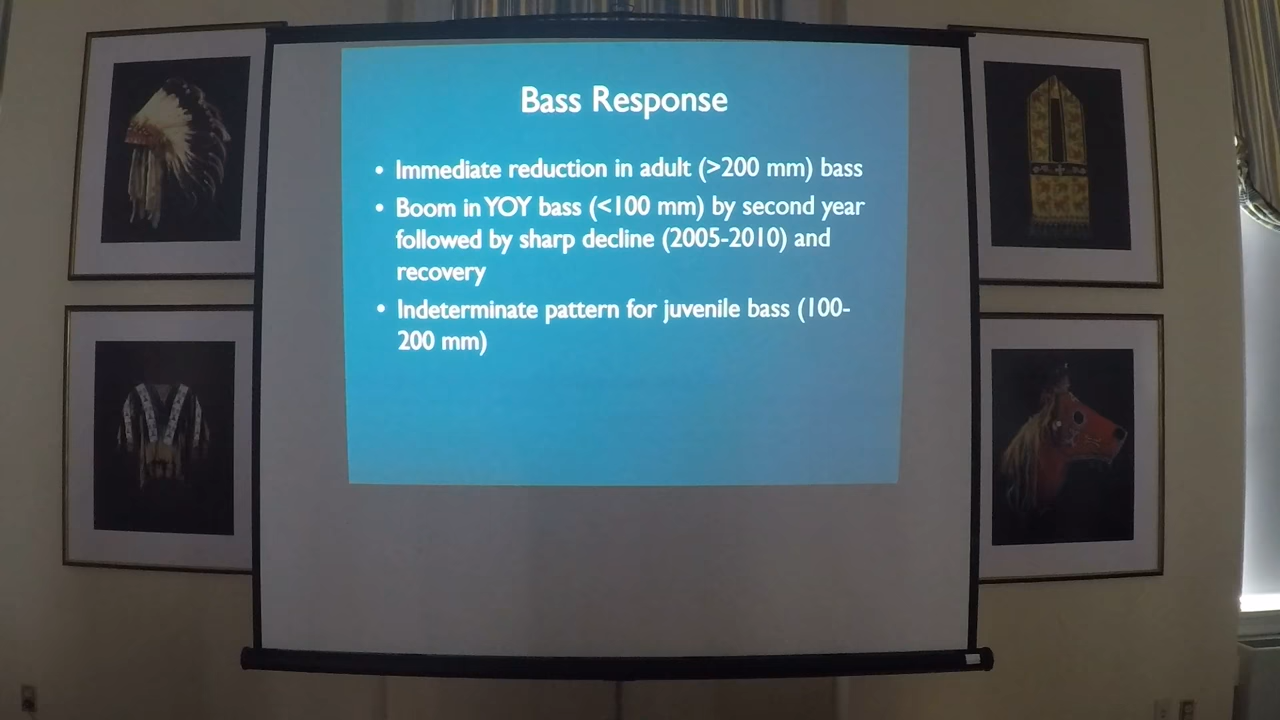 Bass Response
• Immediate reduction in adult (>200 mm) bass
• Boom in YOY bass (<100 mm) by second year
followed by sharp decline (2005-2010) and
recovery
• Indeterminate pattern for juvenile bass (100-
200 mm)